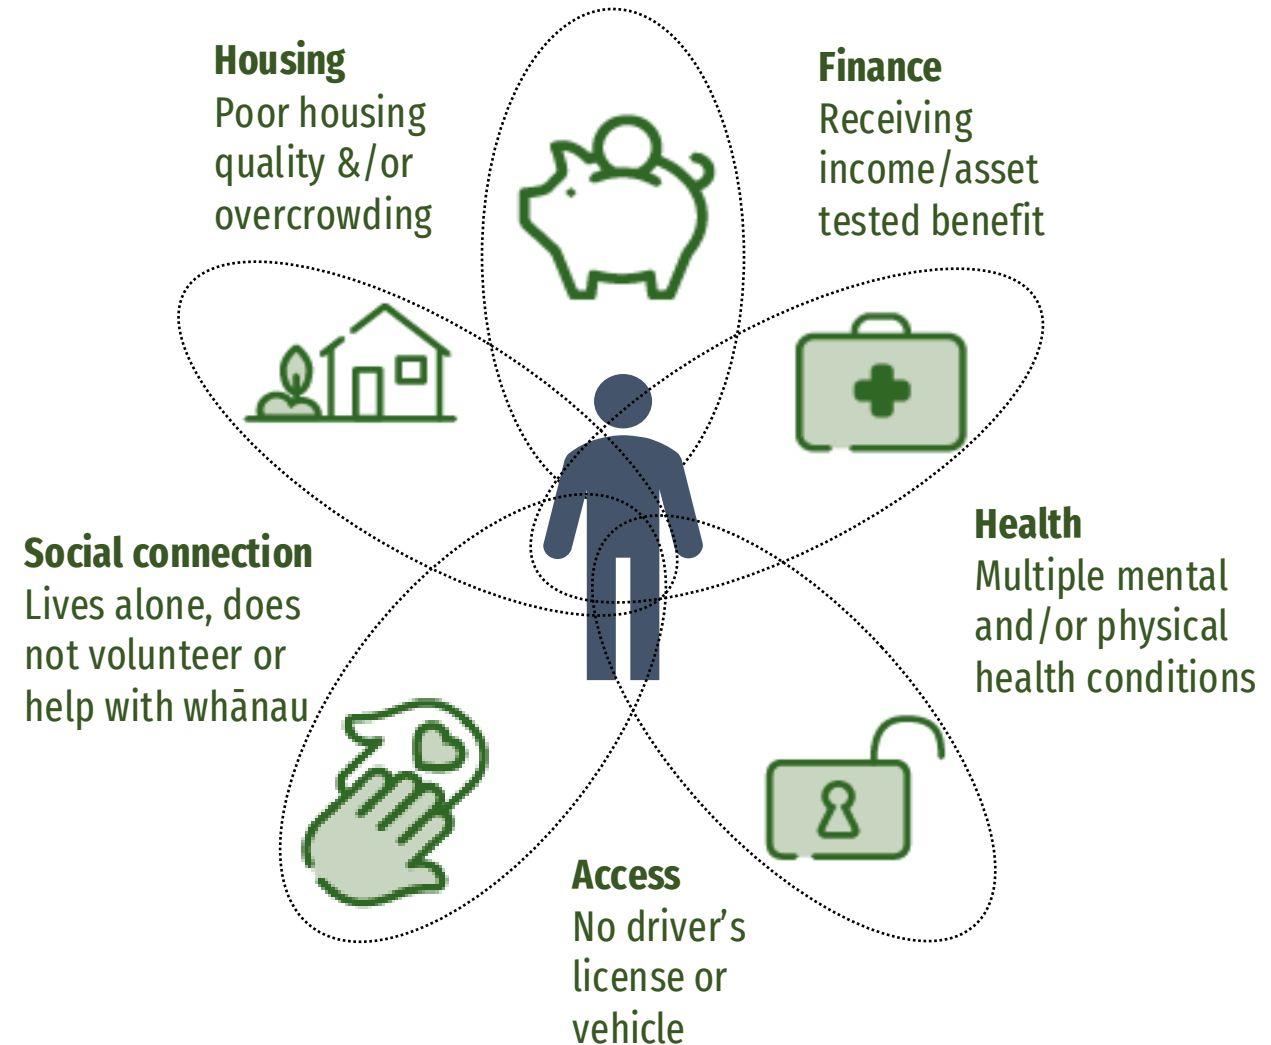 Housing
Poor housing
quality &/or
overcrowding
Finance
Receiving
income/asset
tested benefit
Social connection
Lives alone, does
not volunteer or
help with whānau
Health
Multiple mental
and/or physical
health conditions
Access
No driver’s
license or
vehicle